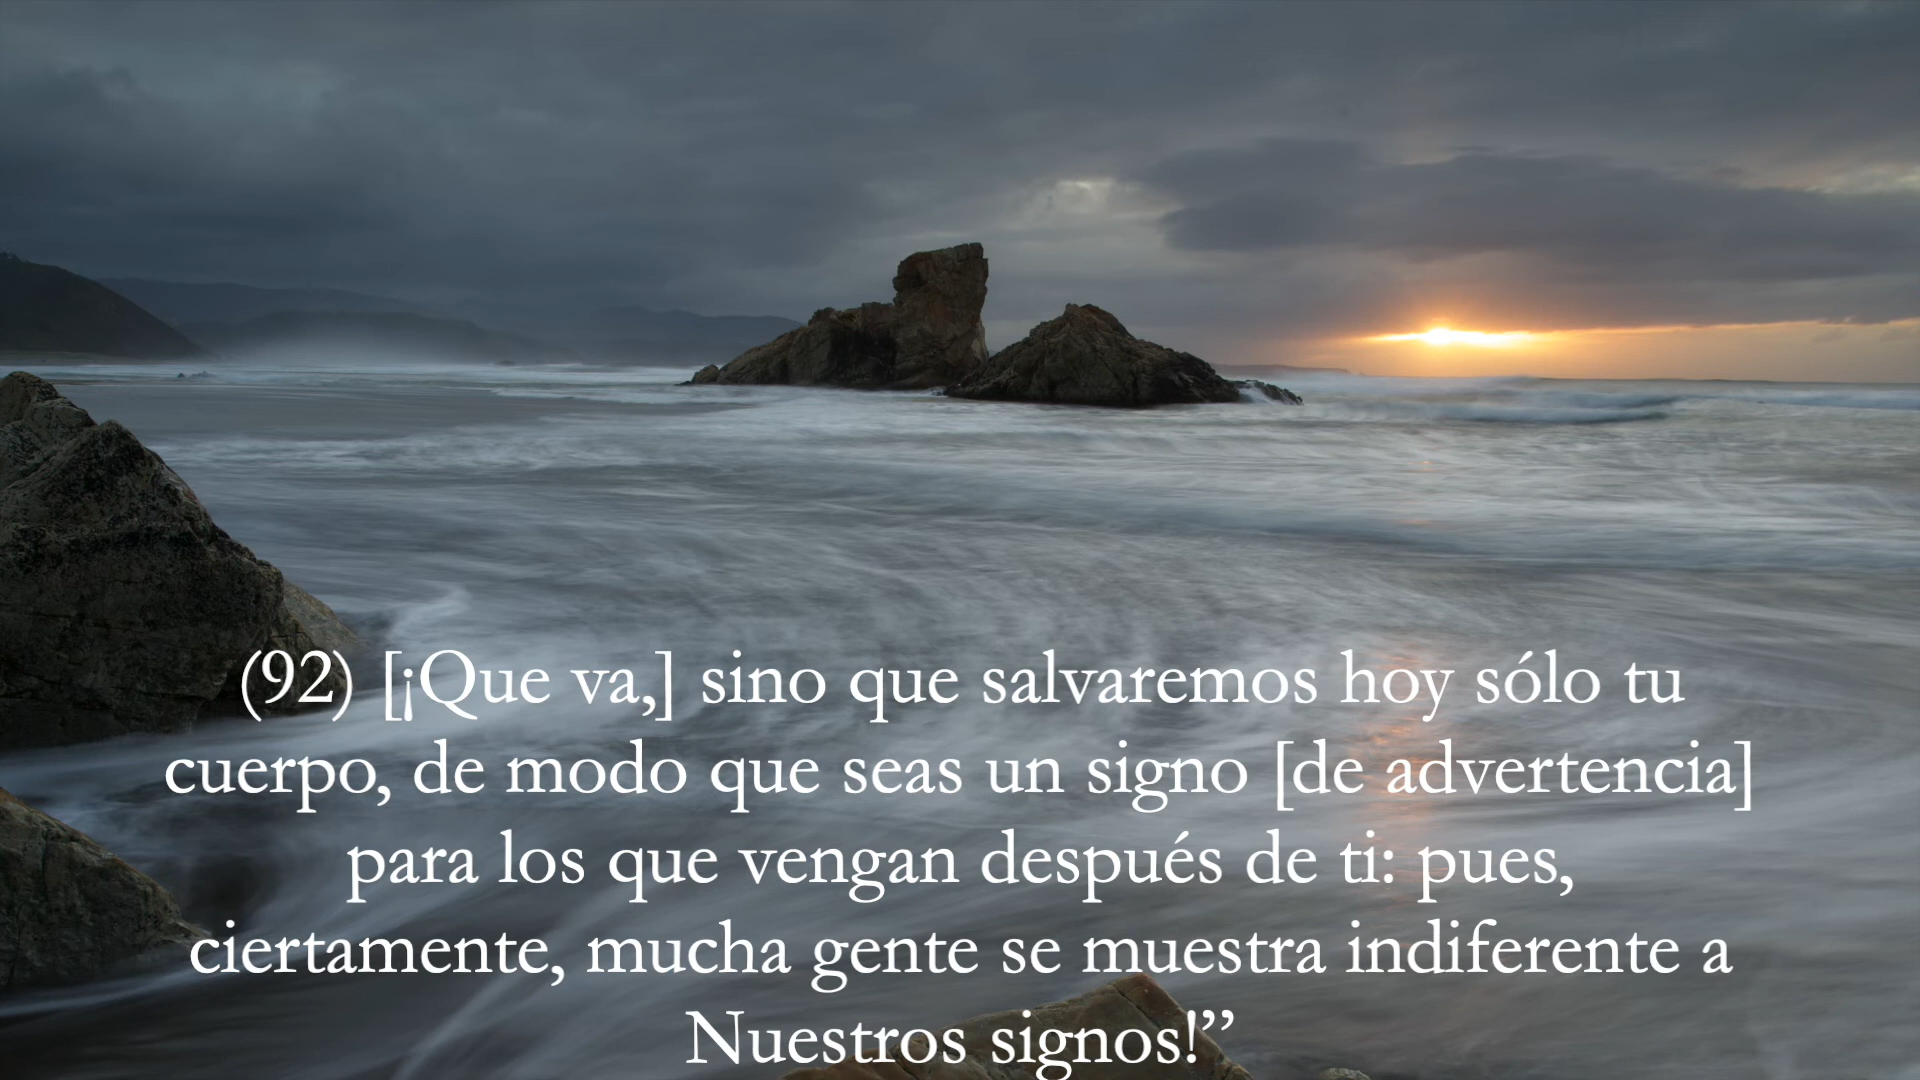 (92) [¡Que va,] sino que salvaremos hoy sólo tu
cuerpo, de modo que seas un signo [de advertencia]
para los que vengan después de ti: pues,
ciertamente, mucha gente se muestra indiferente a
Nuestros signos!”